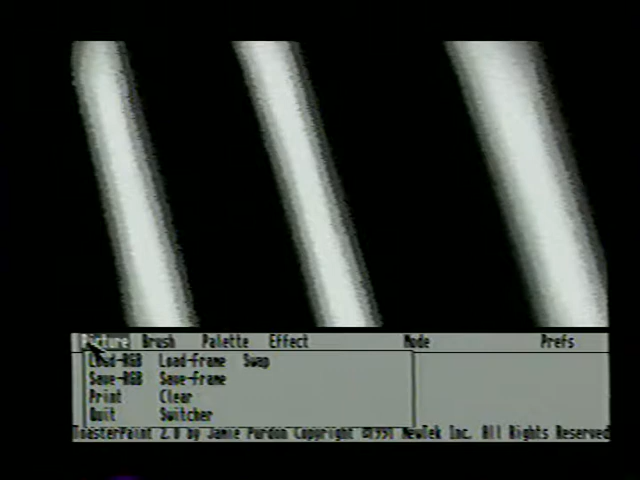 Picture Brush Palette Effect Mode Prefs
Load-RGB Load-Frame Swap
Save-RGB Save-Frame
Print Clear
Quit Switcher
ToasterPaint 2.0 by Jamie Purdon Copyright ©1991 NewTek Inc. All Rights Reserved